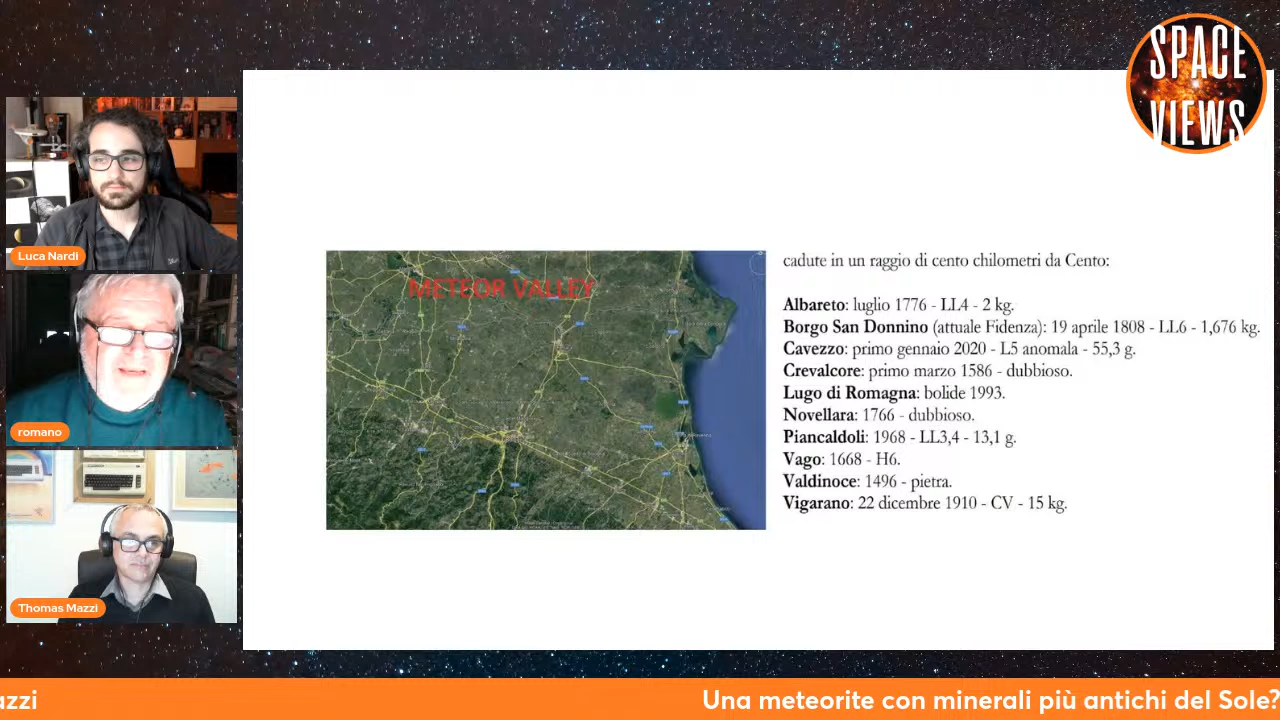 SPACE
VIEWS
Luca Nardi
romano
Thomas Mazzi
METEOR VALLEY
cadute in un raggio di cento chilometri da Cento:
Albareto: luglio 1776 - LL4 - 2 kg.
Borgo San Donnino (attuale Fidenza): 19 aprile 1808 - LL6 - 1,676 kg.
Cavezzo: primo gennaio 2020 - L5 anomala - 55,3 g.
Crevalcore: primo marzo 1586 - dubbioso.
Lugo di Romagna: bolide 1993.
Novellara: 1766 - dubbioso.
Piancaldoli: 1968 - LL3,4 - 13,1 g.
Vago: 1668 - H6.
Valdinoce: 1496 - pietra.
Vigarano: 22 dicembre 1910 - CV - 15 kg.
azzi
Una meteorite con minerali più antichi del Sole?